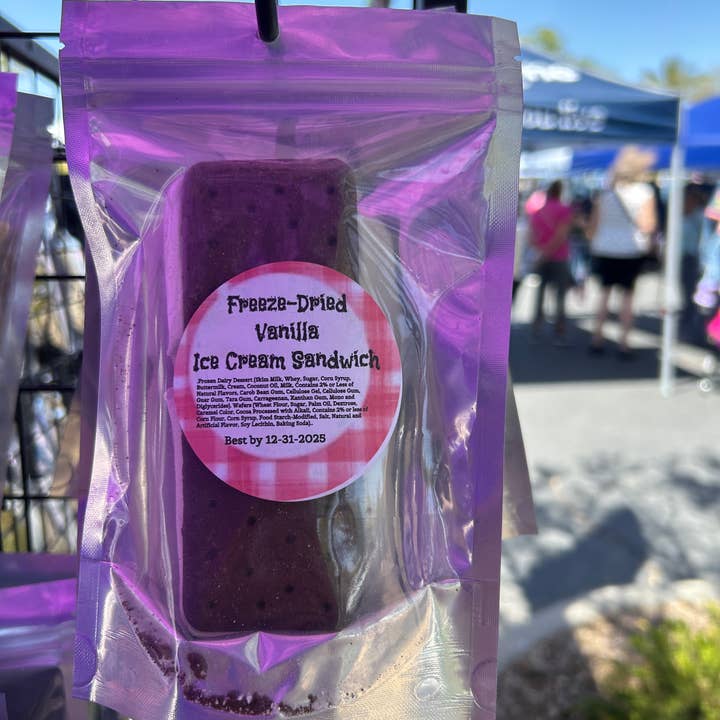 Freeze-Dried
Vanilla
Ice Cream Sandwich
.Frozen Dairy Dessert (Skim Milk, Whey, Sugar, Corn Syrup,
Buttermilk, Cream, Coconut Oil, Milk, Contains 2% or Less of
Natural Flavors, Carob Bean Gum, Cellulose Gel, Cellulose Gum,
Guar Gum, Tara Gum, Carrageenan, Xanthan Gum, Mono and
Diglycerides), Wafers (Wheat Flour, Sugar, Palm Oil, Dextrose,
Caramel Color, Cocoa Processed with Alkali, Contains 2% or less of
Corn Flour, Corn Syrup, Food Starch-Modified, Salt, Natural and
Artificial Flavor, Soy Lecithin, Baking Soda)..
Best by 12-31-2025